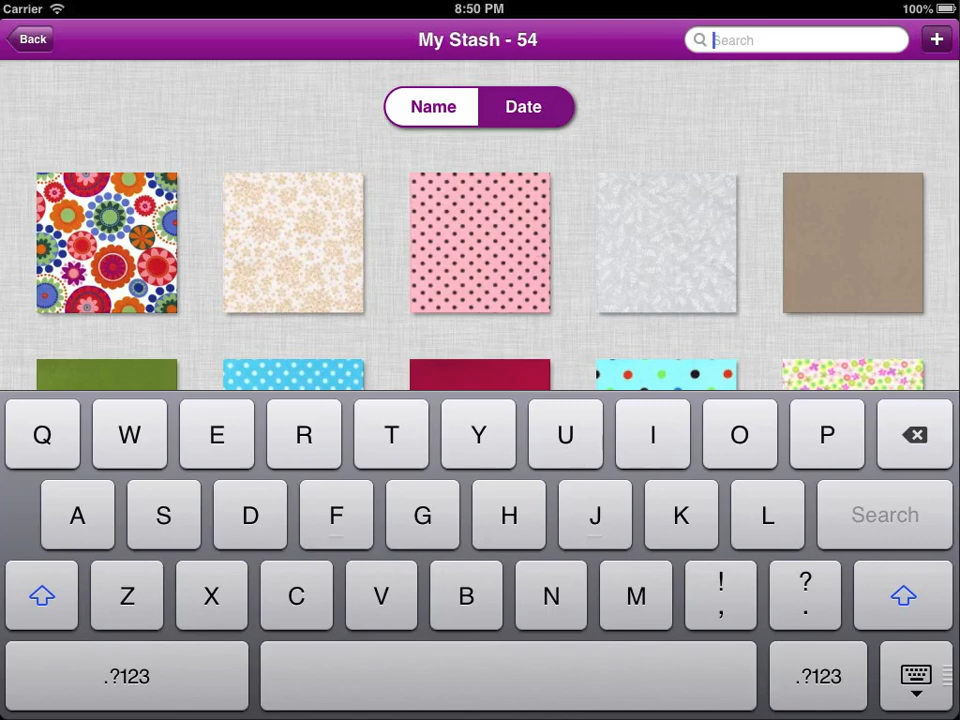 Carrier 8:50 PM 100%
Back My Stash - 54 Search +
Name Date
Q W E R T Y U I O P
A S D F G H J K L Search
Z X C V B N M ! , ? .
.?123 .?123